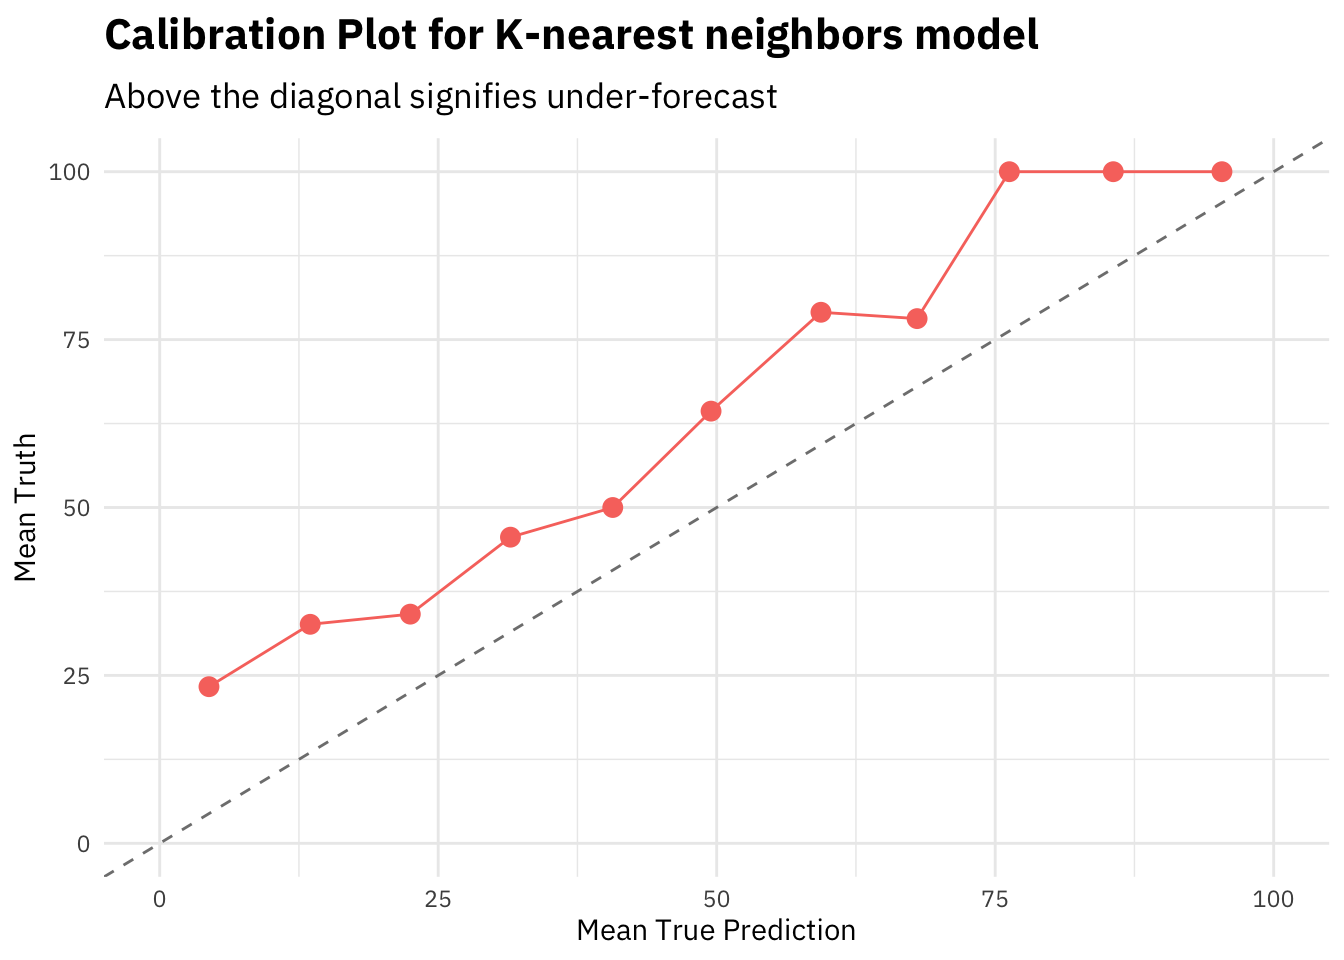 Calibration Plot for K-nearest neighbors model
Above the diagonal signifies under-forecast
Mean Truth
100
75
50
25
0
0 25 50 75 100
Mean True Prediction